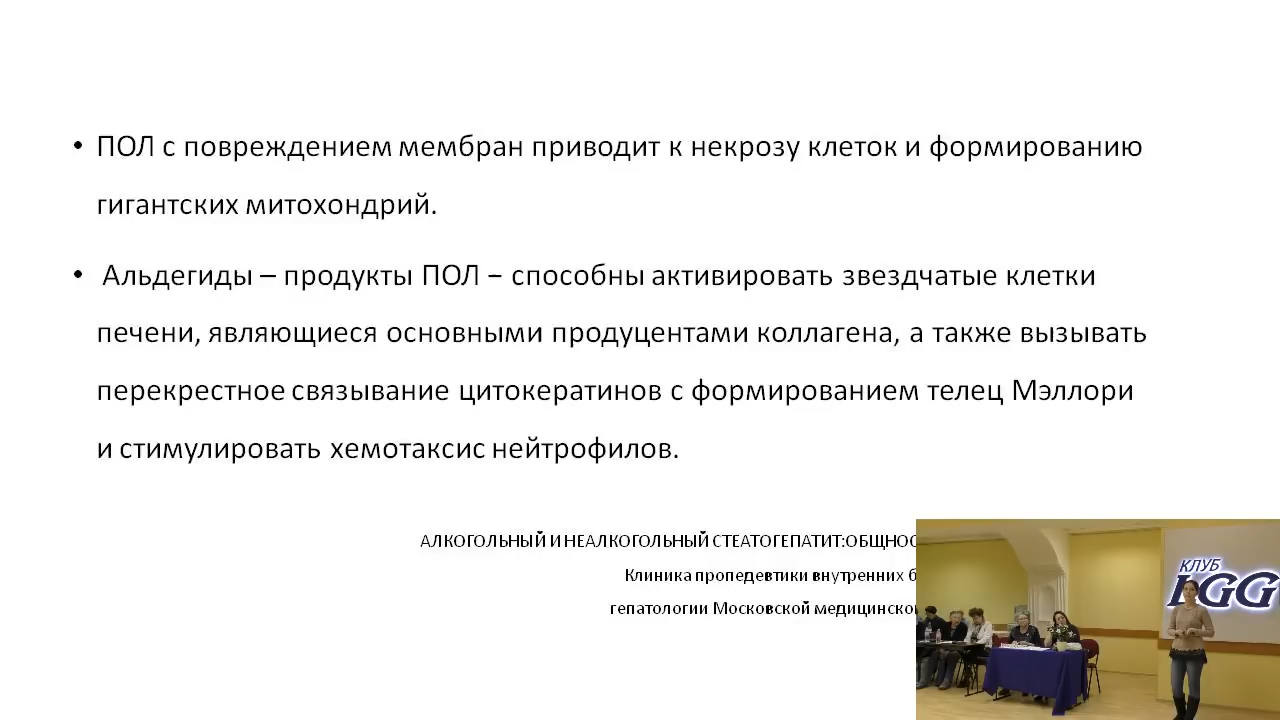 • ПОЛ с повреждением мембран приводит к некрозу клеток и формированию
гигантских митохондрий.
• Альдегиды – продукты ПОЛ – способны активировать звездчатые клетки
печени, являющиеся основными продуцентами коллагена, а также вызывать
перекрестное связывание цитокератинов с формированием телец Мэллори
и стимулировать хемотаксис нейтрофилов.
АЛКОГОЛЬНЫЙ И НЕАЛКОГОЛЬНЫЙ СТЕАТОГЕПАТИТ:ОБЩНОС
Клиника пропедевтики внутренних б
гепатологии Московской медицинско
КЛУБ